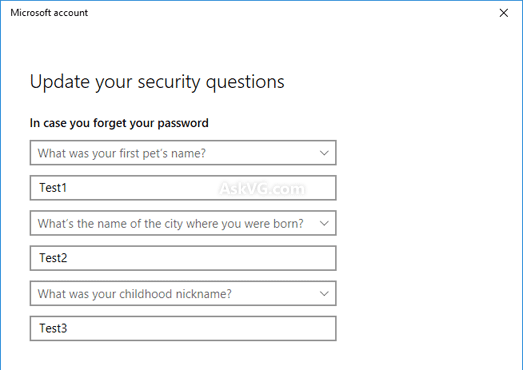 Microsoft account
Update your security questions
In case you forget your password
What was your first pet's name?
Test1
AskVG.com
What's the name of the city where you were born?
Test2
What was your childhood nickname?
Test3